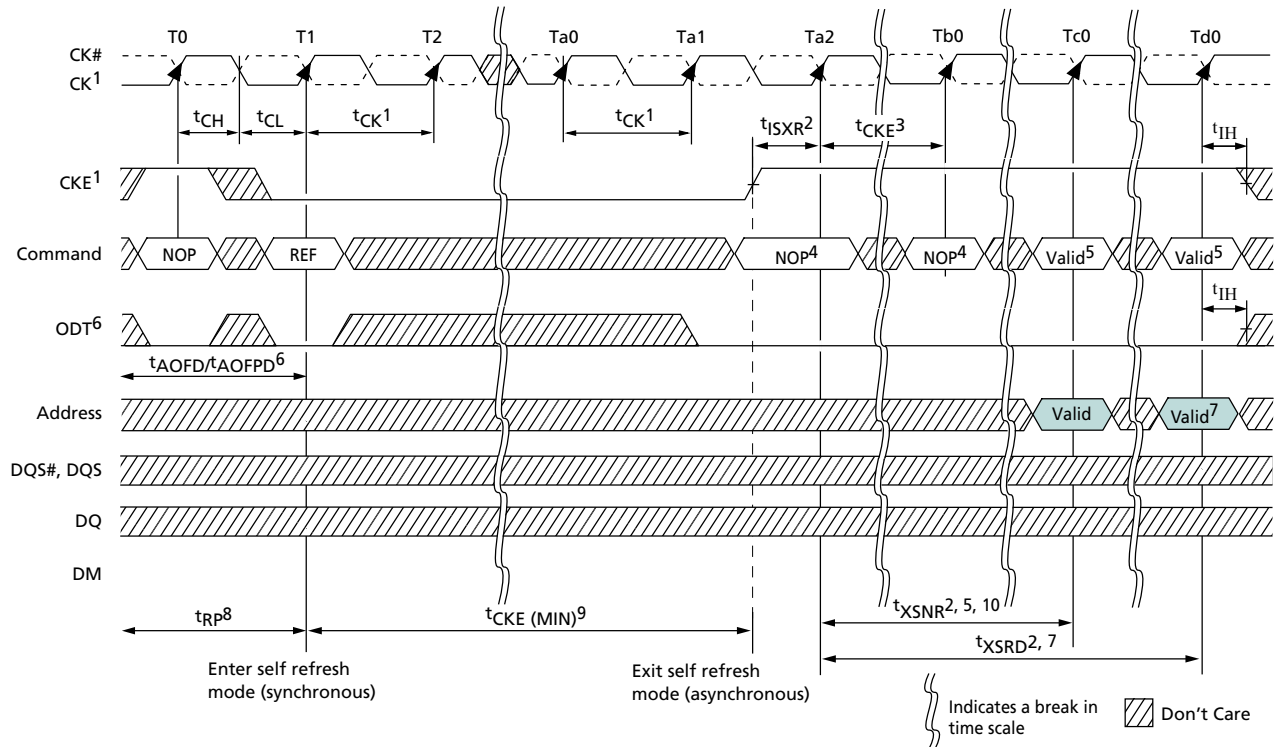 T0 T1 T2 Ta0 Ta1 Ta2 Tb0 Tc0 Td0
CK#
CK1
tCH tCL tCK1 tCK1 tISXR2 tCKE3 tIH
CKE1
Command NOP REF NOP4 NOP4 Valid5 Valid5
tIH
ODT6
tAOFD/tAOFPD6
Address Valid Valid7
DQS#, DQS
DQ
DM
tRP8 tCKE (MIN)9 tXSNR2, 5, 10
tXSRD2, 7
Enter self refresh
mode (synchronous)
Exit self refresh
mode (asynchronous)
Indicates a break in
time scale
Don't Care